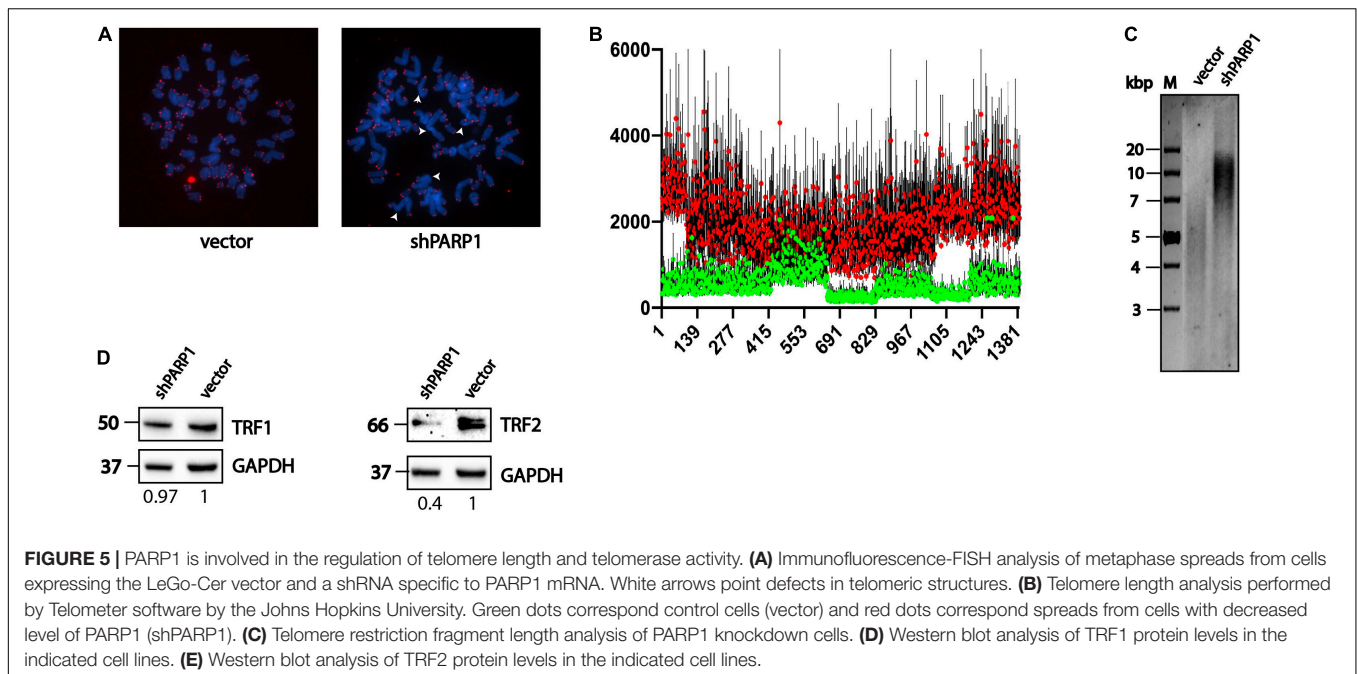 A
vector
shPARP1
B
6000
4000
2000
0
1
139
277
415
553
691
829
967
1105
1243
1381
C
vector
shPARP1
kbp M
20
10
7
5
4
3
D
shPARP1
vector
50
TRF1
37
GAPDH
0.97 1
shPARP1
vector
66
TRF2
37
GAPDH
0.4 1
FIGURE 5 | PARP1 is involved in the regulation of telomere length and telomerase activity. (A) Immunofluorescence-FISH analysis of metaphase spreads from cells
expressing the LeGo-Cer vector and a shRNA specific to PARP1 mRNA. White arrows point defects in telomeric structures. (B) Telomere length analysis performed
by Telometer software by the Johns Hopkins University. Green dots correspond control cells (vector) and red dots correspond spreads from cells with decreased
level of PARP1 (shPARP1). (C) Telomere restriction fragment length analysis of PARP1 knockdown cells. (D) Western blot analysis of TRF1 protein levels in the
indicated cell lines. (E) Western blot analysis of TRF2 protein levels in the indicated cell lines.